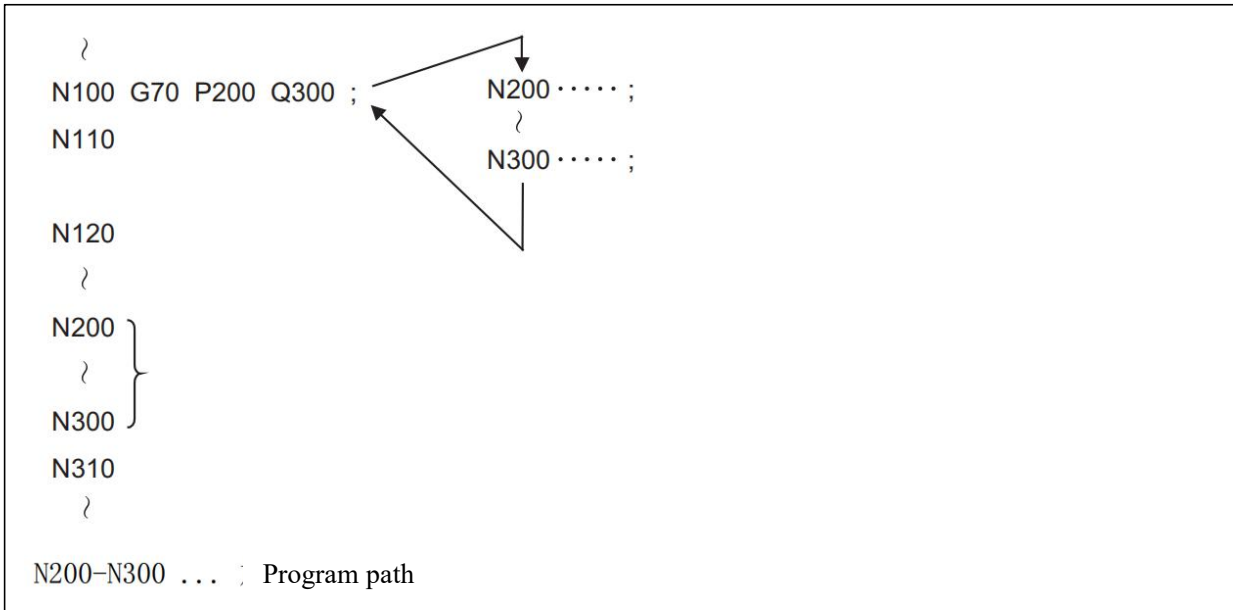 ~
N100 G70 P200 Q300 ;
N200 ····· ;
N110
~
N300 ····· ;
N120
~
N200
~
N300
N310
~
N200-N300 ... ; Program path